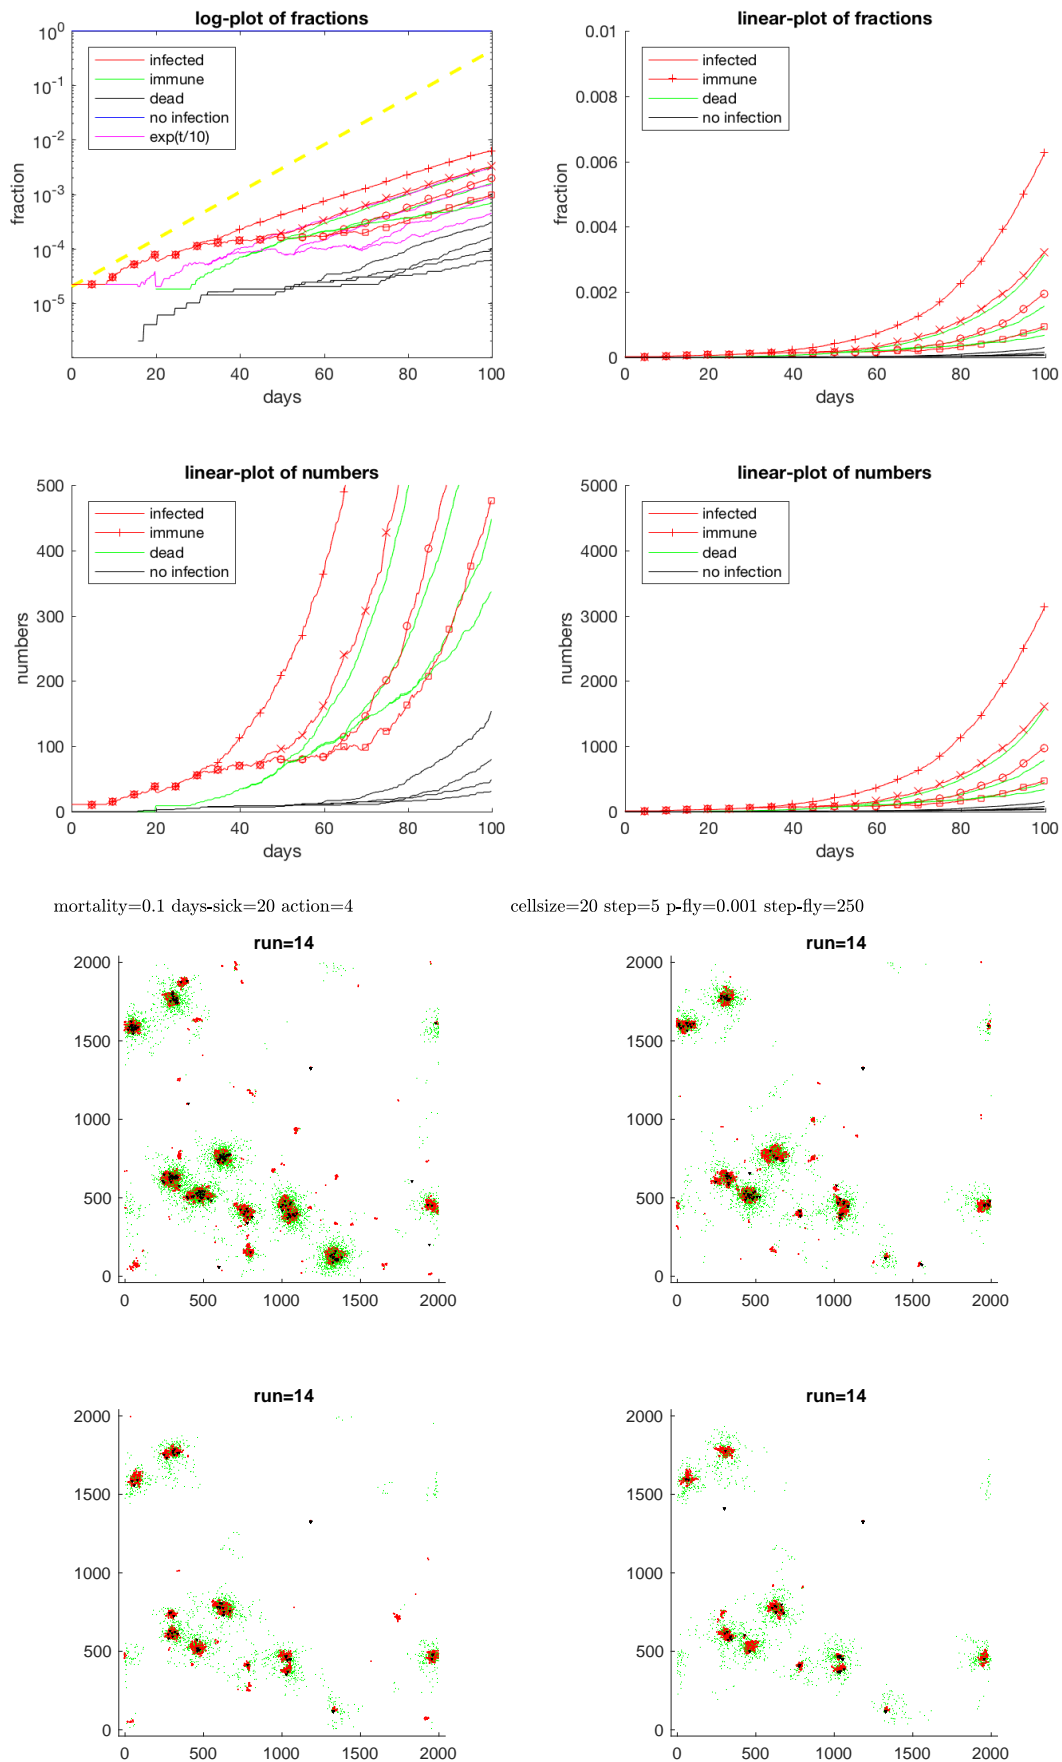 log-plot of fractions
10^0
10^-1
10^-2
10^-3
10^-4
10^-5
fraction
infected
immune
dead
no infection
exp(t/10)
0 20 40 60 80 100
days
linear-plot of fractions
0.01
0.008
0.006
0.004
0.002
0
fraction
infected
immune
dead
no infection
0 20 40 60 80 100
days
linear-plot of numbers
500
400
300
200
100
0
numbers
infected
immune
dead
no infection
0 20 40 60 80 100
days
linear-plot of numbers
5000
4000
3000
2000
1000
0
numbers
infected
immune
dead
no infection
0 20 40 60 80 100
days
mortality=0.1 days-sick=20 action=4
cellsize=20 step=5 p-fly=0.001 step-fly=250
run=14
2000
1500
1000
500
0
0 500 1000 1500 2000
run=14
2000
1500
1000
500
0
0 500 1000 1500 2000
run=14
2000
1500
1000
500
0
0 500 1000 1500 2000
run=14
2000
1500
1000
500
0
0 500 1000 1500 2000